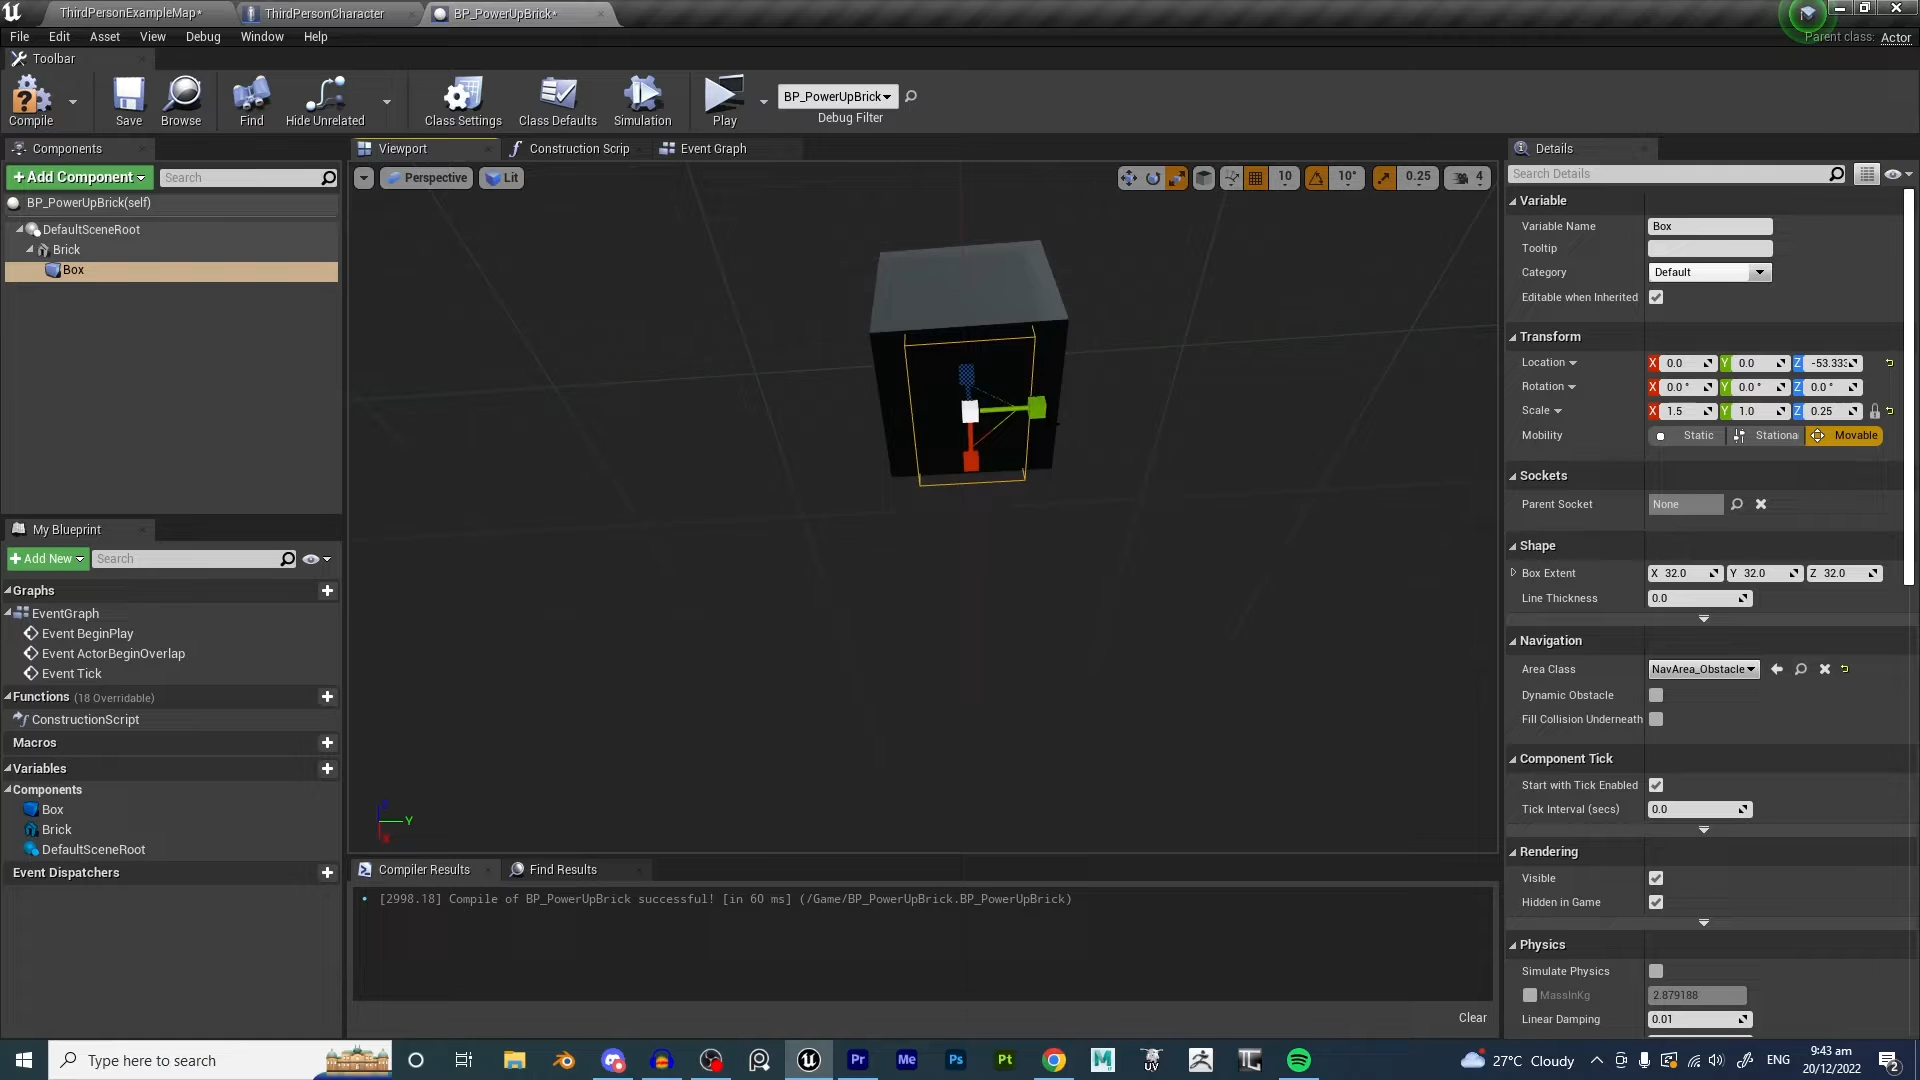 ThirdPersonExampleMap*
ThirdPersonCharacter
BP_PowerUpBrick*
File Edit Asset View Debug Window Help
Parent class: Actor
Toolbar
Compile
Save
Browse
Find
Hide Unrelated
Class Settings
Class Defaults
Simulation
Play
BP_PowerUpBrick
Debug Filter
Components
+ Add Component
Search
BP_PowerUpBrick(self)
DefaultSceneRoot
Brick
Box
Viewport
Construction Scrip
Event Graph
Perspective
Lit
10
10°
0.25
4
My Blueprint
+ Add New
Search
Graphs
EventGraph
Event BeginPlay
Event ActorBeginOverlap
Event Tick
Functions (18 Overridable)
ConstructionScript
Macros
Variables
Components
Box
Brick
DefaultSceneRoot
Event Dispatchers
Y
Compiler Results
Find Results
[2998.18] Compile of BP_PowerUpBrick successful! [in 60 ms] (/Game/BP_PowerUpBrick.BP_PowerUpBrick)
Clear
Details
Search Details
Variable
Variable Name Box
Tooltip
Category Default
Editable when Inherited
Transform
Location X 0.0 Y 0.0 Z -53.333
Rotation X 0.0 ° Y 0.0 ° Z 0.0 °
Scale X 1.5 Y 1.0 Z 0.25
Mobility Static Stationa Movable
Sockets
Parent Socket None
Shape
Box Extent X 32.0 Y 32.0 Z 32.0
Line Thickness 0.0
Navigation
Area Class NavArea_Obstacle
Dynamic Obstacle
Fill Collision Underneath
Component Tick
Start with Tick Enabled
Tick Interval (secs) 0.0
Rendering
Visible
Hidden in Game
Physics
Simulate Physics
MassInKg 2.879188
Linear Damping 0.01
Type here to search
Pr
Me
Ps
Pt
M
UV
27°C Cloudy
ENG
9:43 am
20/12/2022
2